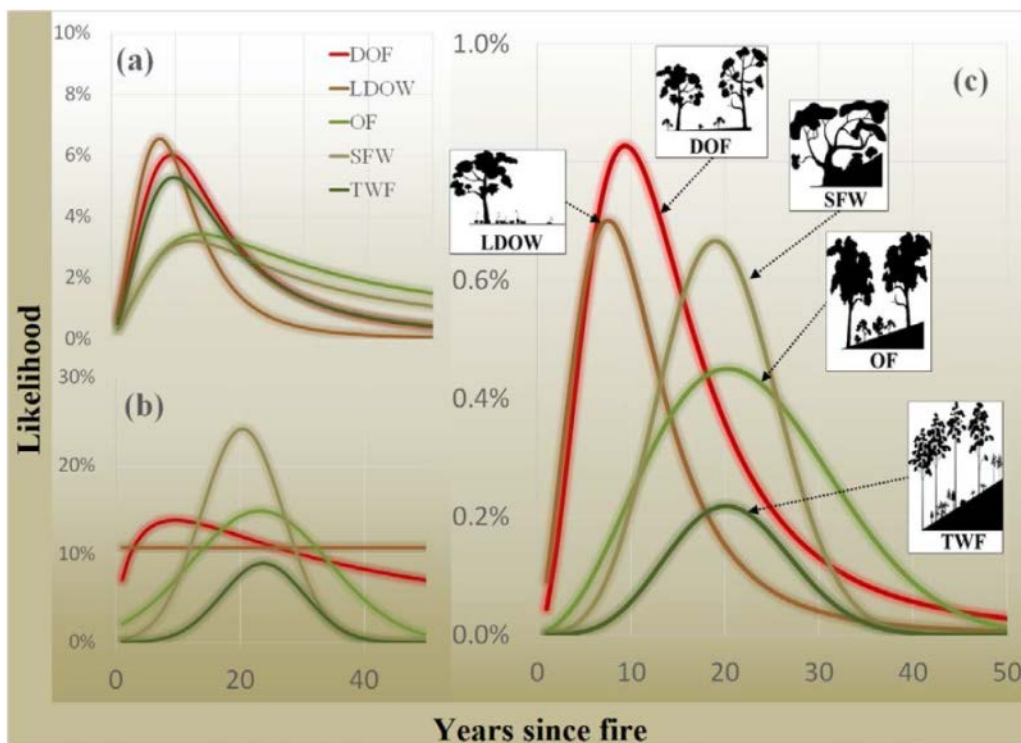 Likelihood
10%
8%
6%
4%
2%
0%
(a)
DOF
LDOW
OF
SFW
TWF
30%
20%
10%
0%
(b)
0
20
40
1.0%
0.6%
0.4%
0.2%
0.0%
(c)
DOF
LDOW
SFW
OF
TWF
0
10
20
30
40
50
Years since fire